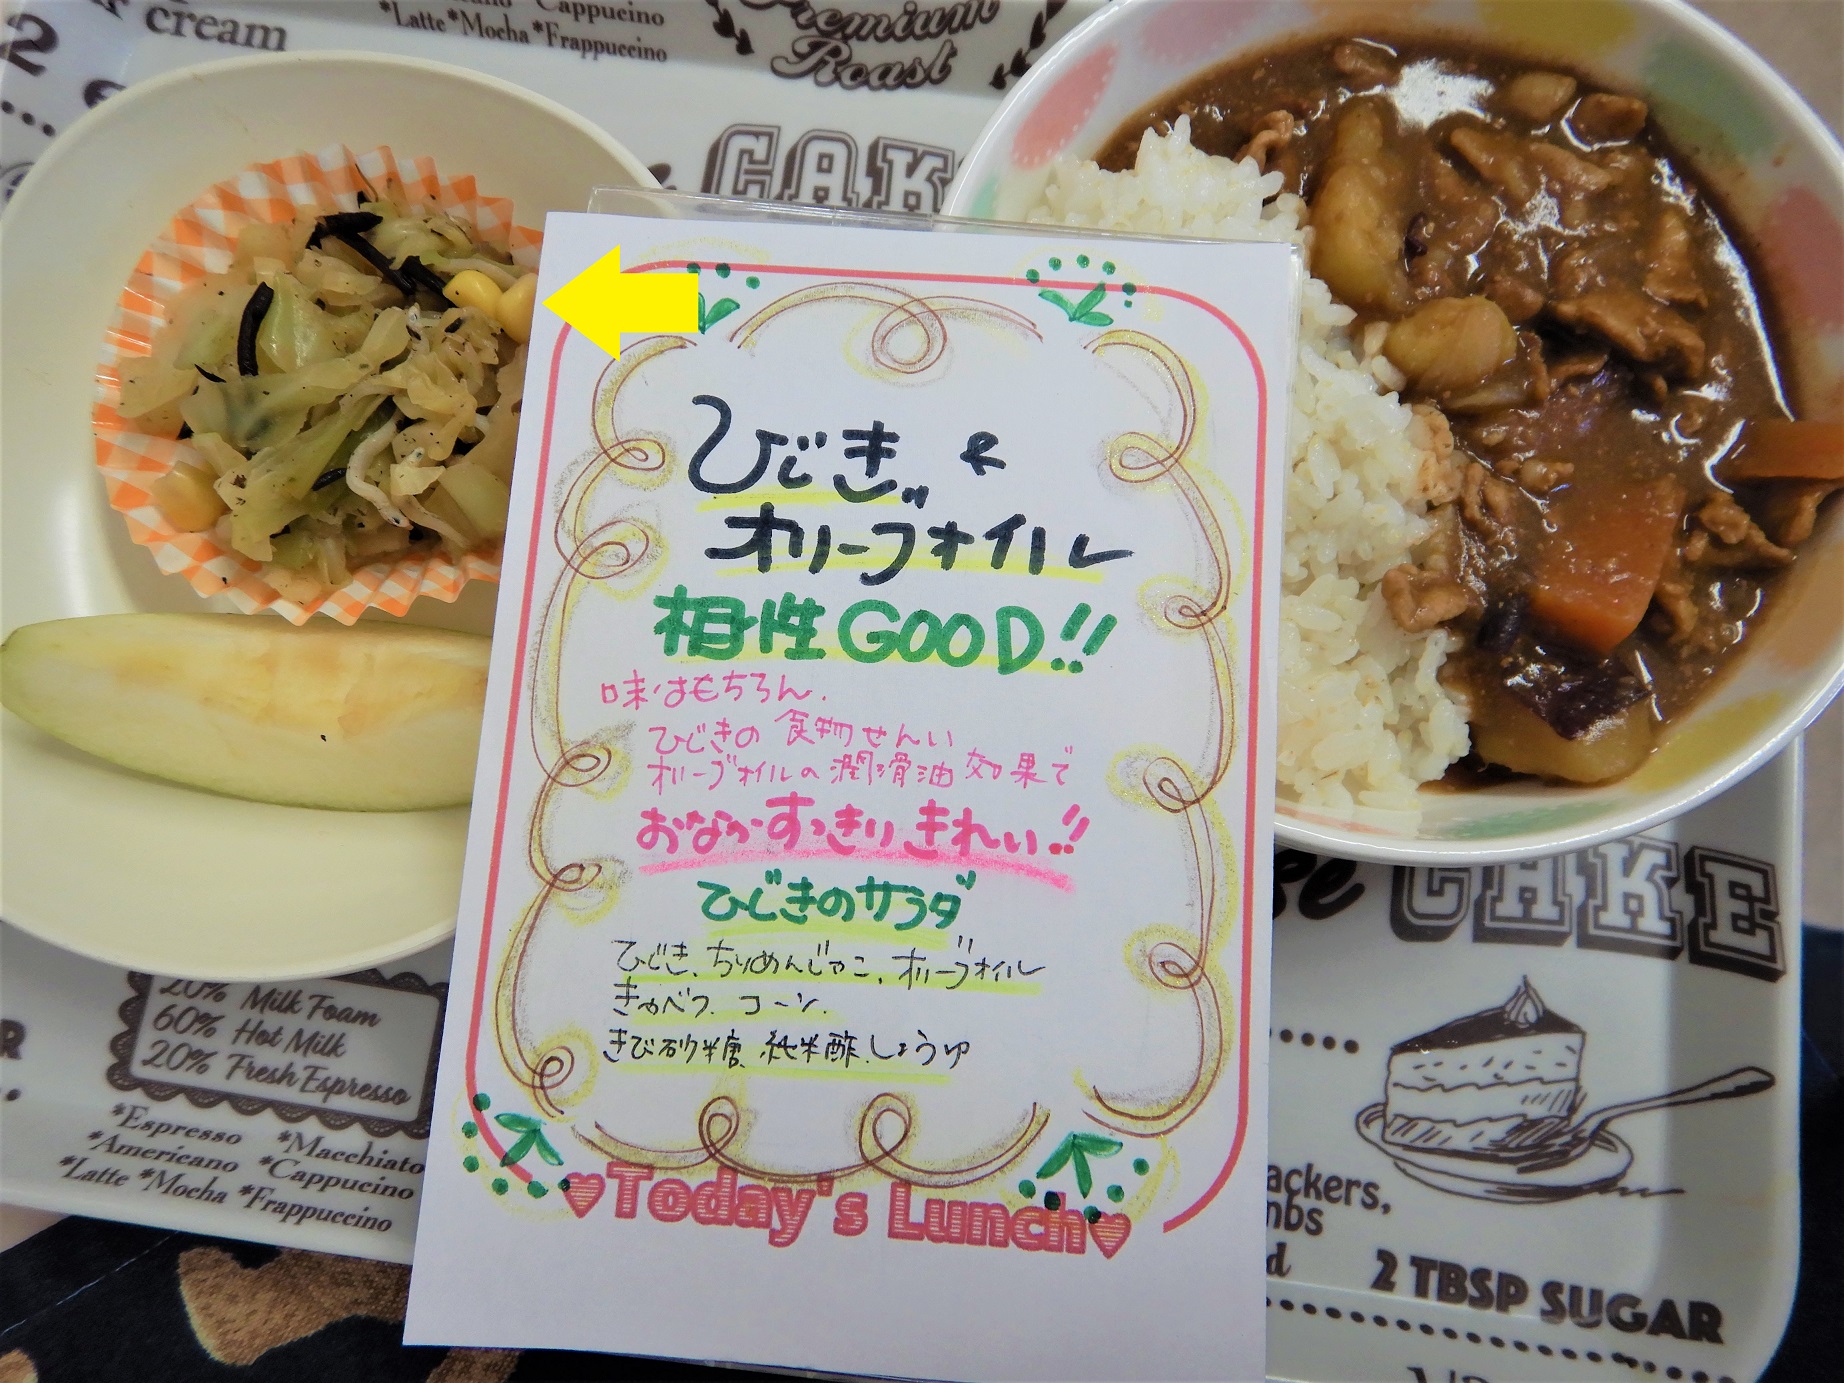 cream
Cappucino
*Latte *Mocha *Frappuccino
Premium
Roast
CAK
ひじき &
オリーブオイル
相性GOOD!!
味はもちろん、
ひじきの食物せんい
オリーブオイルの潤滑油効果で
おなかすっきりきれい!!
ひじきのサラダ
ひじき、ちりめんじゃこ、オリーブオイル
きゃべつ、コーン、
きび砂糖、純米酢、しょうゆ
♥Today's Lunch♥
20% Milk Foam
60% Hot Milk
20% Fresh Espresso
*Espresso *Macchiato
*Americano *Cappucino
*Latte *Mocha *Frappuccino
CAKE
ackers,
2 TBSP SUGAR